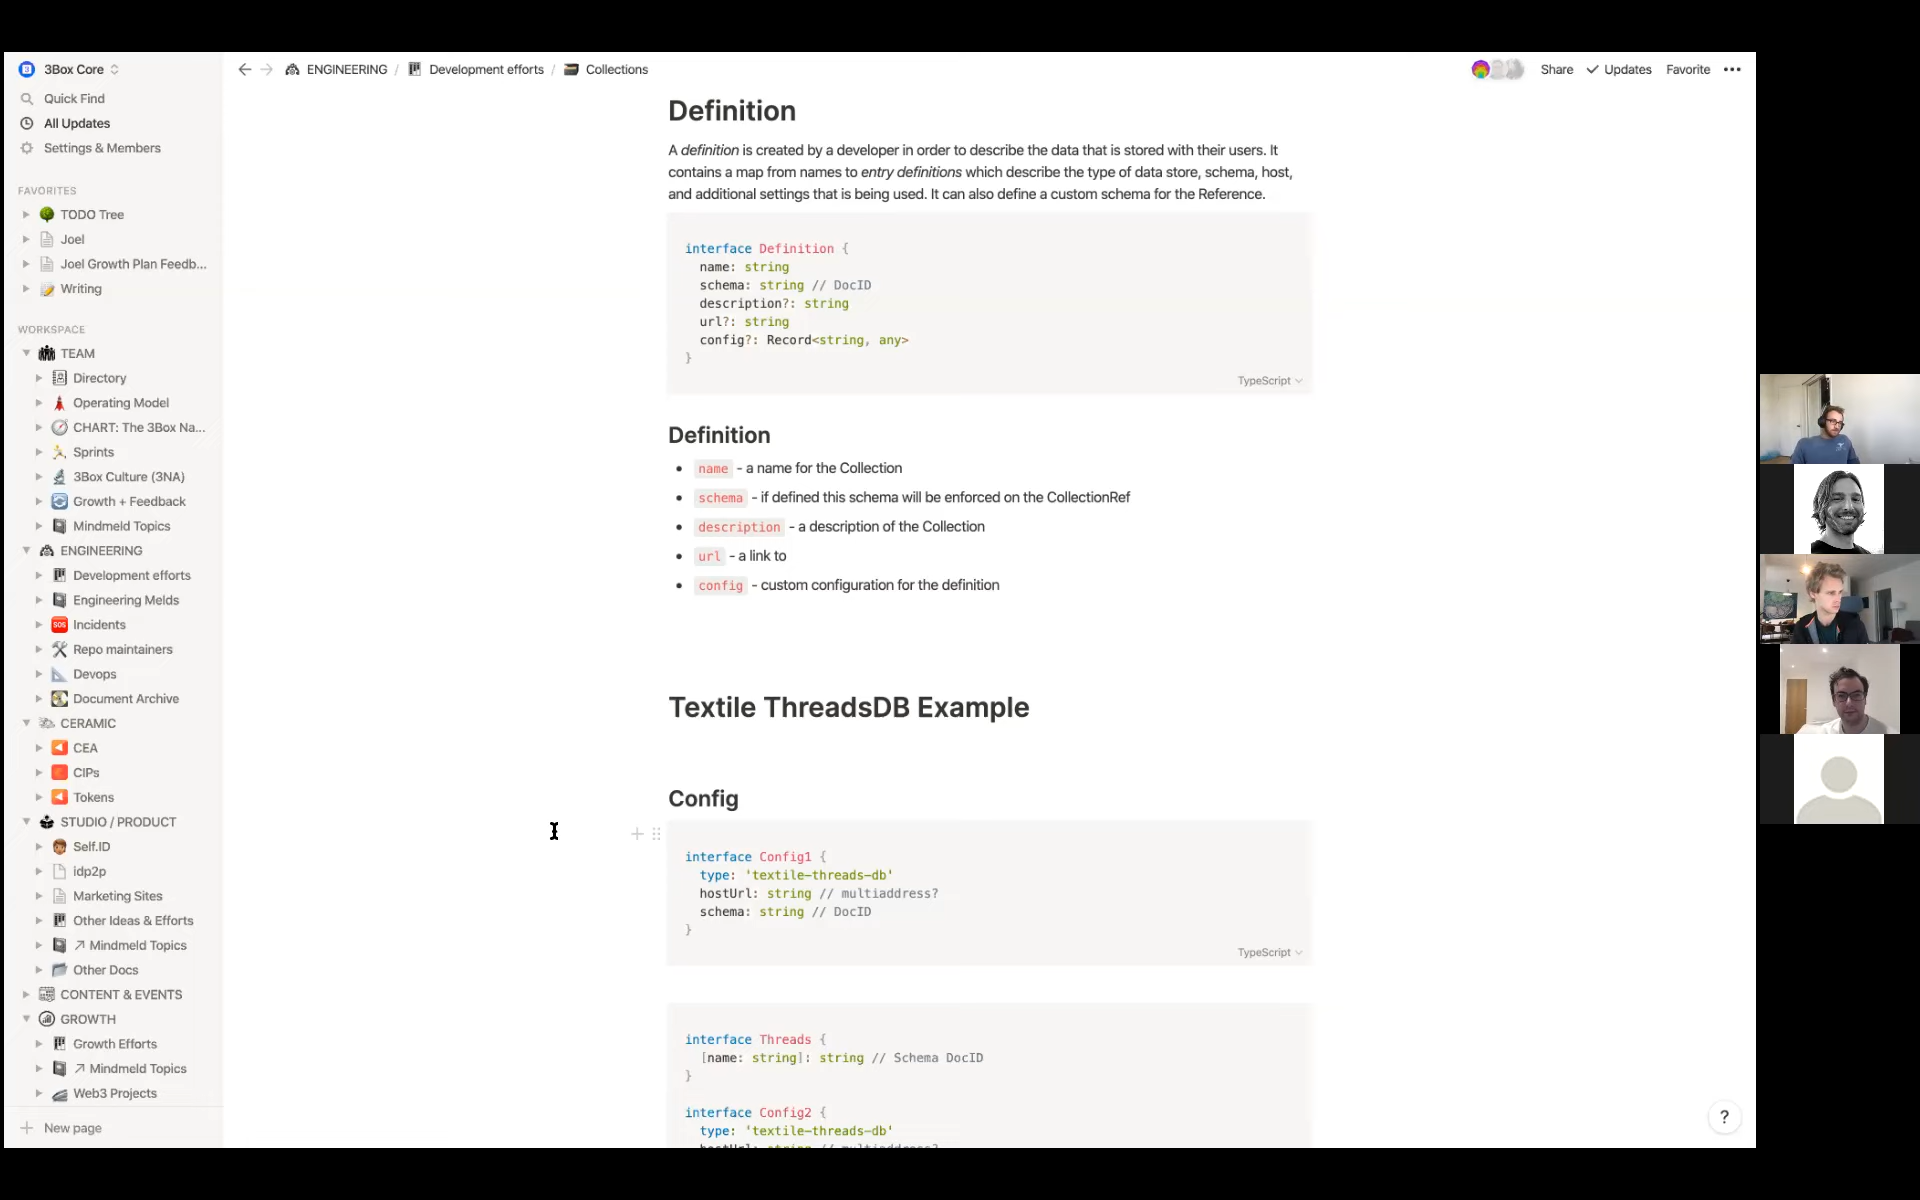 3Box Core
Quick Find
All Updates
Settings & Members
FAVORITES
TODO Tree
Joel
Joel Growth Plan Feedb...
Writing
WORKSPACE
TEAM
Directory
Operating Model
CHART: The 3Box Na...
Sprints
3Box Culture (3NA)
Growth + Feedback
Mindmeld Topics
ENGINEERING
Development efforts
Engineering Melds
SOS Incidents
Repo maintainers
Devops
Document Archive
CERAMIC
CEA
CIPs
Tokens
STUDIO / PRODUCT
Self.ID
idp2p
Marketing Sites
Other Ideas & Efforts
↗ Mindmeld Topics
Other Docs
CONTENT & EVENTS
GROWTH
Growth Efforts
↗ Mindmeld Topics
Web3 Projects
+ New page
← → ENGINEERING / Development efforts / Collections
Share ✓ Updates Favorite •••
Definition
A definition is created by a developer in order to describe the data that is stored with their users. It
contains a map from names to entry definitions which describe the type of data store, schema, host,
and additional settings that is being used. It can also define a custom schema for the Reference.
interface Definition {
name: string
schema: string // DocID
description?: string
url?: string
config?: Record<string, any>
}
TypeScript
Definition
• name - a name for the Collection
• schema - if defined this schema will be enforced on the CollectionRef
• description - a description of the Collection
• url - a link to
• config - custom configuration for the definition
Textile ThreadsDB Example
Config
interface Config1 {
type: 'textile-threads-db'
hostUrl: string // multiaddress?
schema: string // DocID
}
TypeScript
interface Threads {
[name: string]: string // Schema DocID
}
interface Config2 {
type: 'textile-threads-db'
hostUrl: string // multiaddress?
?